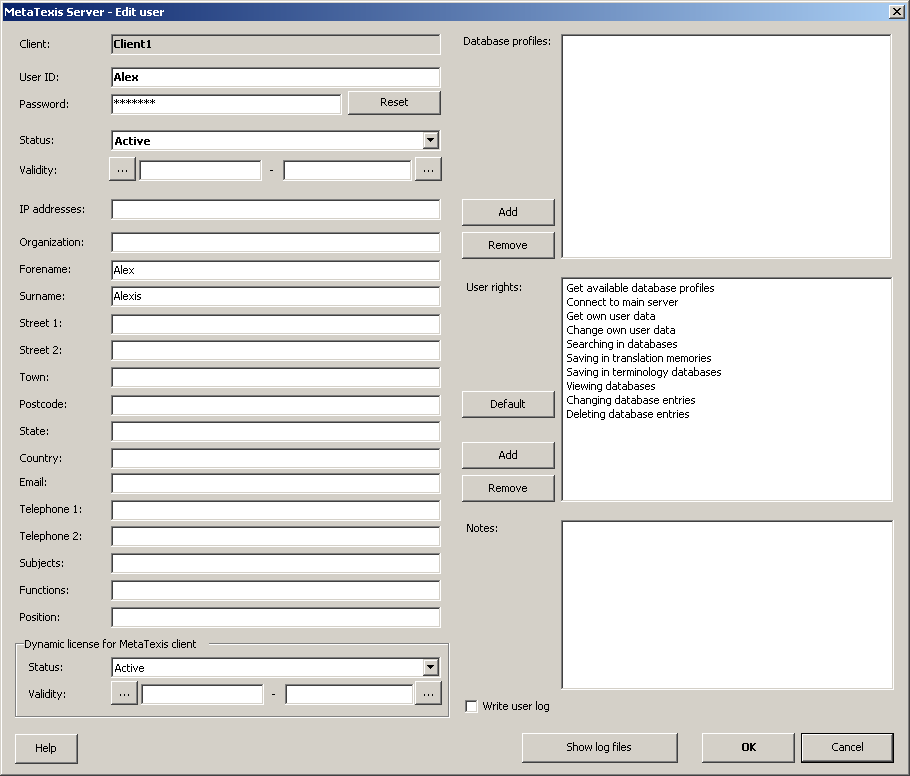 MetaTexis Server - Edit user
Client: Client1
User ID: Alex
Password: ******* Reset
Status: Active
Validity: ... - ...
IP addresses:
Organization:
Forename: Alex
Surname: Alexis
Street 1:
Street 2:
Town:
Postcode:
State:
Country:
Email:
Telephone 1:
Telephone 2:
Subjects:
Functions:
Position:
Dynamic license for MetaTexis client
Status: Active
Validity: ... - ...
Help
Database profiles:
Add
Remove
User rights:
Get available database profiles
Connect to main server
Get own user data
Change own user data
Searching in databases
Saving in translation memories
Saving in terminology databases
Viewing databases
Changing database entries
Deleting database entries
Default
Add
Remove
Notes:
Write user log
Show log files OK Cancel